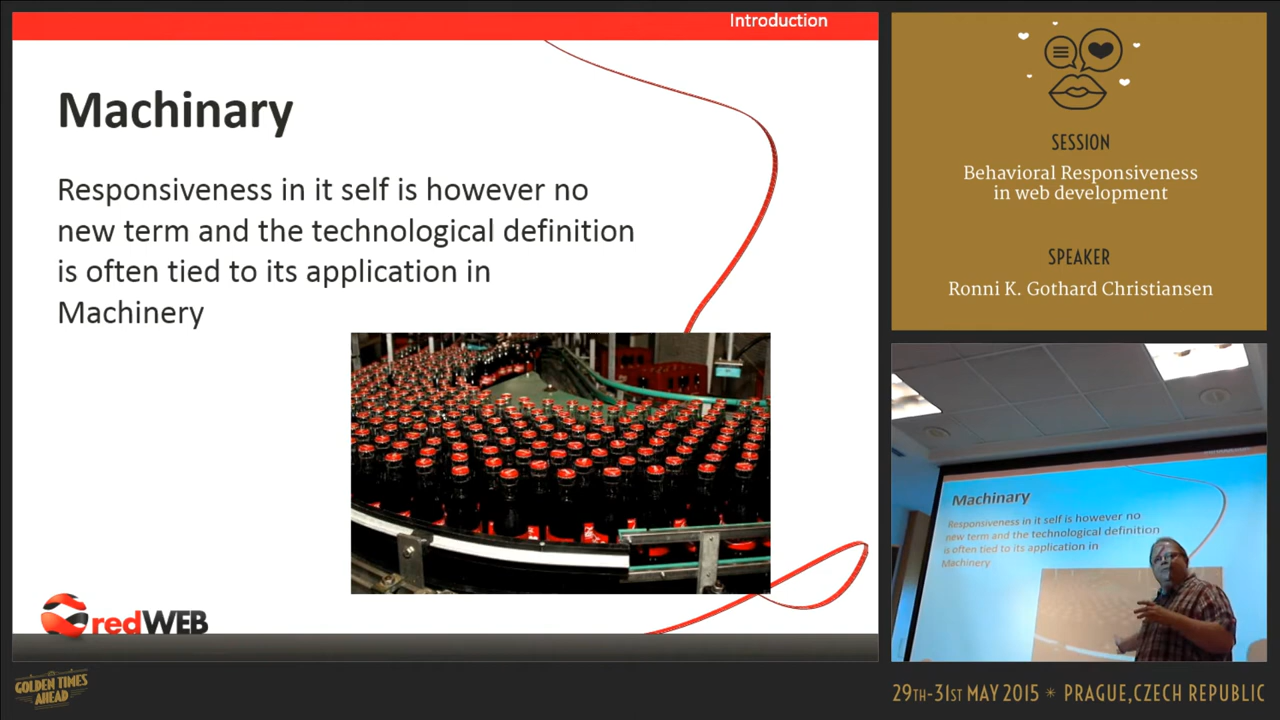 Introduction
Machinary
Responsiveness in it self is however no
new term and the technological definition
is often tied to its application in
Machinery
redWEB
SESSION
Behavioral Responsiveness
in web development
SPEAKER
Ronni K. Gothard Christiansen
Machinary
Responsiveness in it self is however no
new term and the technological definition
is often tied to its application in
Machinery
GOLDEN TIMES
AHEAD
29TH-31ST MAY 2015 * PRAGUE,CZECH REPUBLIC